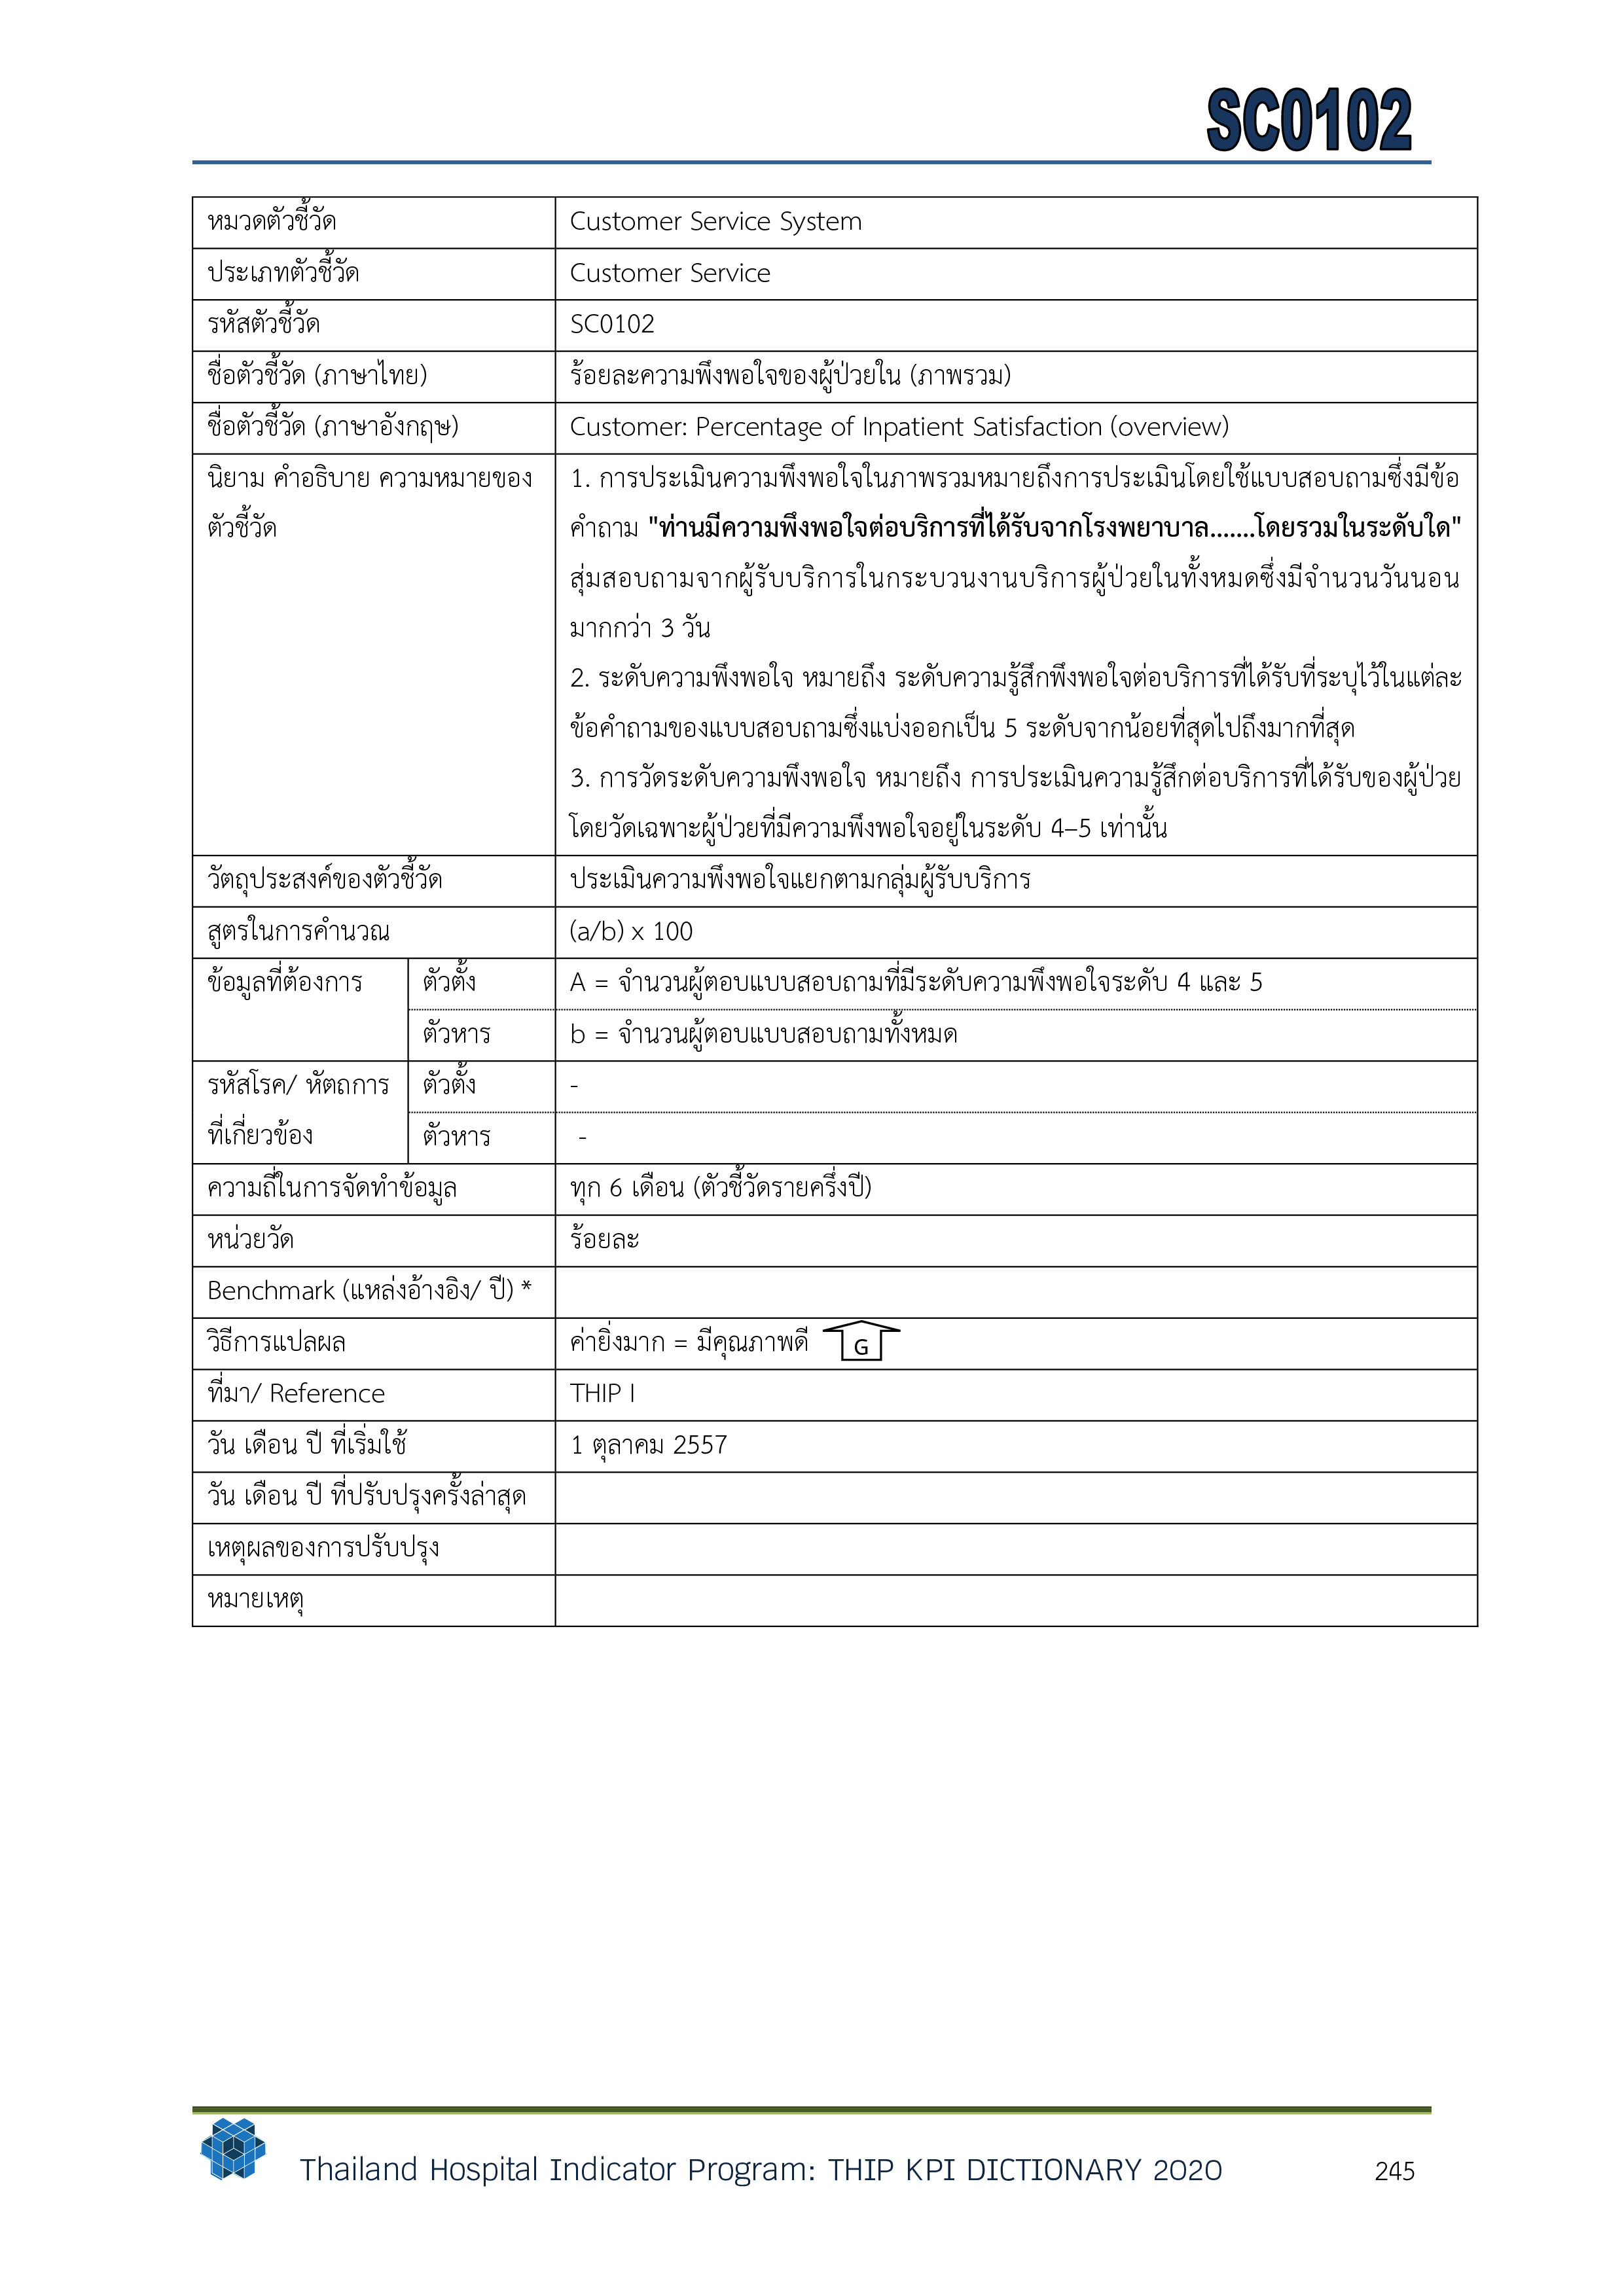 SC0102
หมวดตัวชี้วัด Customer Service System
ประเภทตัวชี้วัด Customer Service
รหัสตัวชี้วัด SC0102
ชื่อตัวชี้วัด (ภาษาไทย) ร้อยละความพึงพอใจของผู้ป่วยใน (ภาพรวม)
ชื่อตัวชี้วัด (ภาษาอังกฤษ) Customer: Percentage of Inpatient Satisfaction (overview)
นิยาม คำอธิบาย ความหมายของ
ตัวชี้วัด
1. การประเมินความพึงพอใจในภาพรวมหมายถึงการประเมินโดยใช้แบบสอบถามซึ่งมีข้อ
คำถาม "ท่านมีความพึงพอใจต่อบริการที่ได้รับจากโรงพยาบาล.......โดยรวมในระดับใด"
สุ่มสอบถามจากผู้รับบริการในกระบวนงานบริการผู้ป่วยในทั้งหมดซึ่งมีจำนวนวันนอน
มากกว่า 3 วัน
2. ระดับความพึงพอใจ หมายถึง ระดับความรู้สึกพึงพอใจต่อบริการที่ได้รับที่ระบุไว้ในแต่ละ
ข้อคำถามของแบบสอบถามซึ่งแบ่งออกเป็น 5 ระดับจากน้อยที่สุดไปถึงมากที่สุด
3. การวัดระดับความพึงพอใจ หมายถึง การประเมินความรู้สึกต่อบริการที่ได้รับของผู้ป่วย
โดยวัดเฉพาะผู้ป่วยที่มีความพึงพอใจอยู่ในระดับ 4–5 เท่านั้น
วัตถุประสงค์ของตัวชี้วัด ประเมินความพึงพอใจแยกตามกลุ่มผู้รับบริการ
สูตรในการคำนวณ (a/b) x 100
ข้อมูลที่ต้องการ ตัวตั้ง A = จำนวนผู้ตอบแบบสอบถามที่มีระดับความพึงพอใจระดับ 4 และ 5
ตัวหาร b = จำนวนผู้ตอบแบบสอบถามทั้งหมด
รหัสโรค/ หัตถการ ตัวตั้ง -
ที่เกี่ยวข้อง ตัวหาร -
ความถี่ในการจัดทำข้อมูล ทุก 6 เดือน (ตัวชี้วัดรายครึ่งปี)
หน่วยวัด ร้อยละ
Benchmark (แหล่งอ้างอิง/ ปี) *
วิธีการแปลผล ค่ายิ่งมาก = มีคุณภาพดี G
ที่มา/ Reference THIP I
วัน เดือน ปี ที่เริ่มใช้ 1 ตุลาคม 2557
วัน เดือน ปี ที่ปรับปรุงครั้งล่าสุด
เหตุผลของการปรับปรุง
หมายเหตุ
Thailand Hospital Indicator Program: THIP KPI DICTIONARY 2020 245